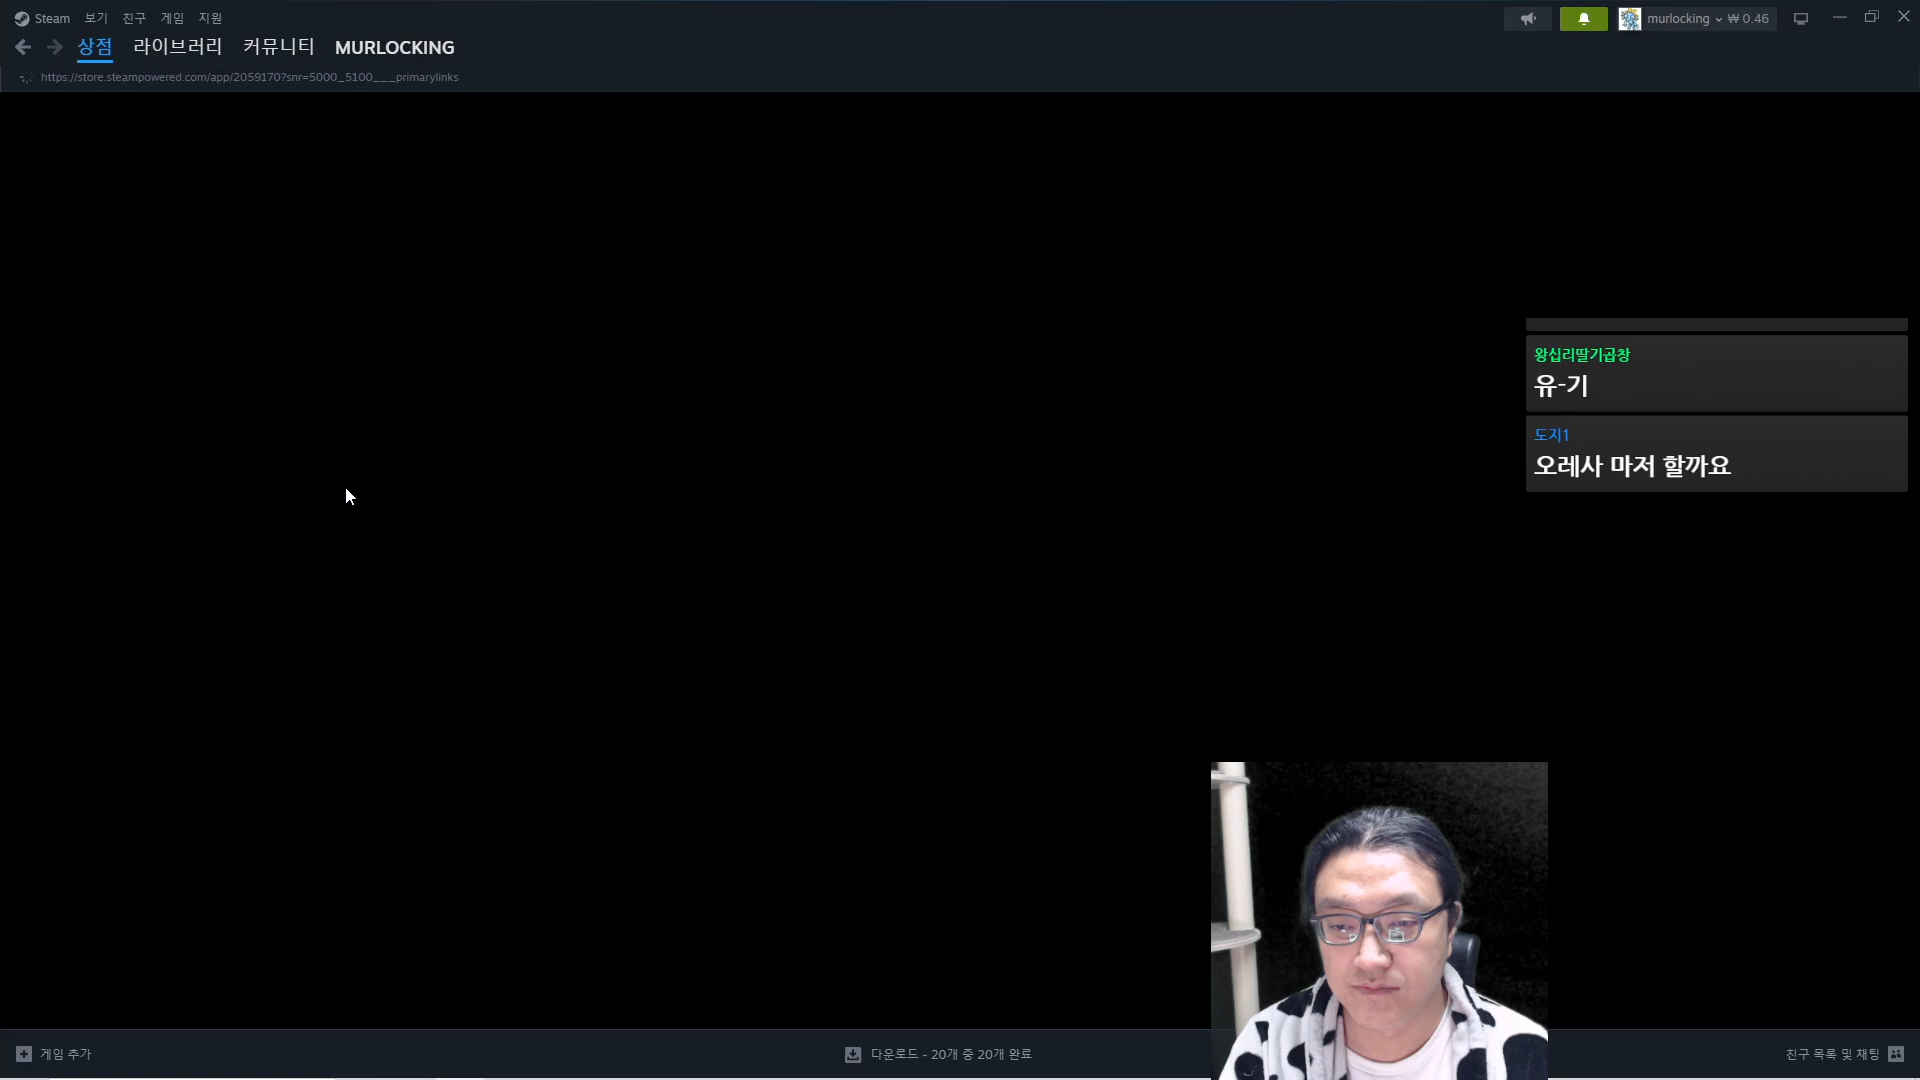 Steam 보기 친구 게임 지원
murlocking ₩ 0.46
상점 라이브러리 커뮤니티 MURLOCKING
https://store.steampowered.com/app/2059170?snr=5000_5100___primarylinks
왕십리딸기곱창
유-기
도지1
오레사 마저 할까요
게임 추가
다운로드 - 20개 중 20개 완료
친구 목록 및 채팅